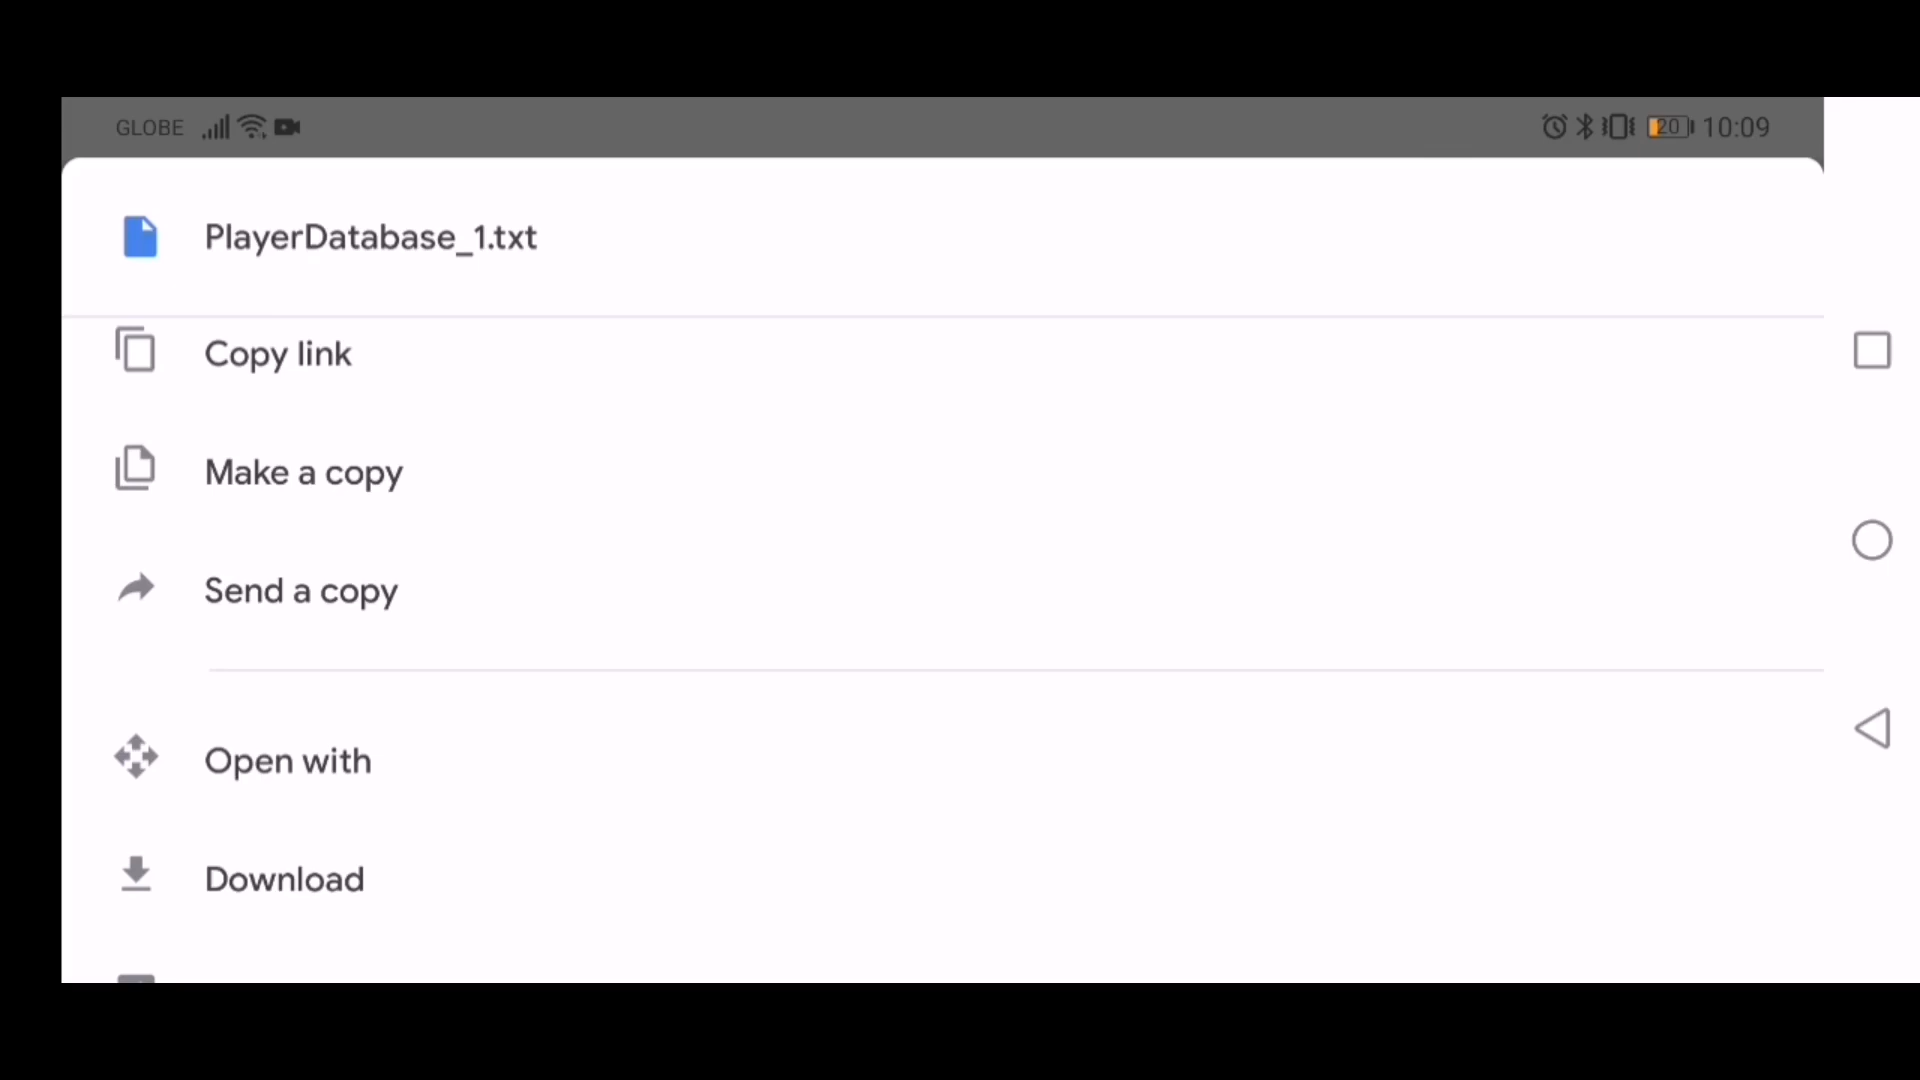 GLOBE 20 10:09
PlayerDatabase_1.txt
Copy link
Make a copy
Send a copy
Open with
Download